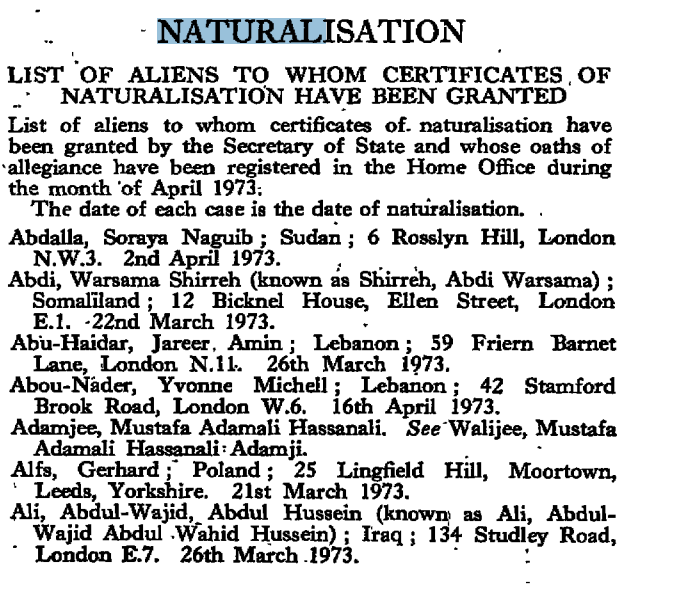 NATURALISATION
LIST OF ALIENS TO WHOM CERTIFICATES OF
NATURALISATION HAVE BEEN GRANTED
List of aliens to whom certificates of naturalisation have
been granted by the Secretary of State and whose oaths of
allegiance have been registered in the Home Office during
the month of April 1973.
The date of each case is the date of naturalisation.
Abdalla, Soraya Naguib ; Sudan ; 6 Rosslyn Hill, London
N.W.3. 2nd April 1973.
Abdi, Warsama Shirreh (known as Shirreh, Abdi Warsama) ;
Somaliland ; 12 Bicknel House, Ellen Street, London
E.1. 22nd March 1973.
Abu-Haidar, Jareer Amin ; Lebanon ; 59 Friern Barnet
Lane, London N.11. 26th March 1973.
Abou-Nader, Yvonne Michell ; Lebanon ; 42 Stamford
Brook Road, London W.6. 16th April 1973.
Adamjee, Mustafa Adamali Hassanali. See Walijee, Mustafa
Adamali Hassanali Adamji.
Alfs, Gerhard ; Poland ; 25 Lingfield Hill, Moortown,
Leeds, Yorkshire. 21st March 1973.
Ali, Abdul-Wajid, Abdul Hussein (known as Ali, Abdul-
Wajid Abdul Wahid Hussein) ; Iraq ; 134 Studley Road,
London E.7. 26th March 1973.